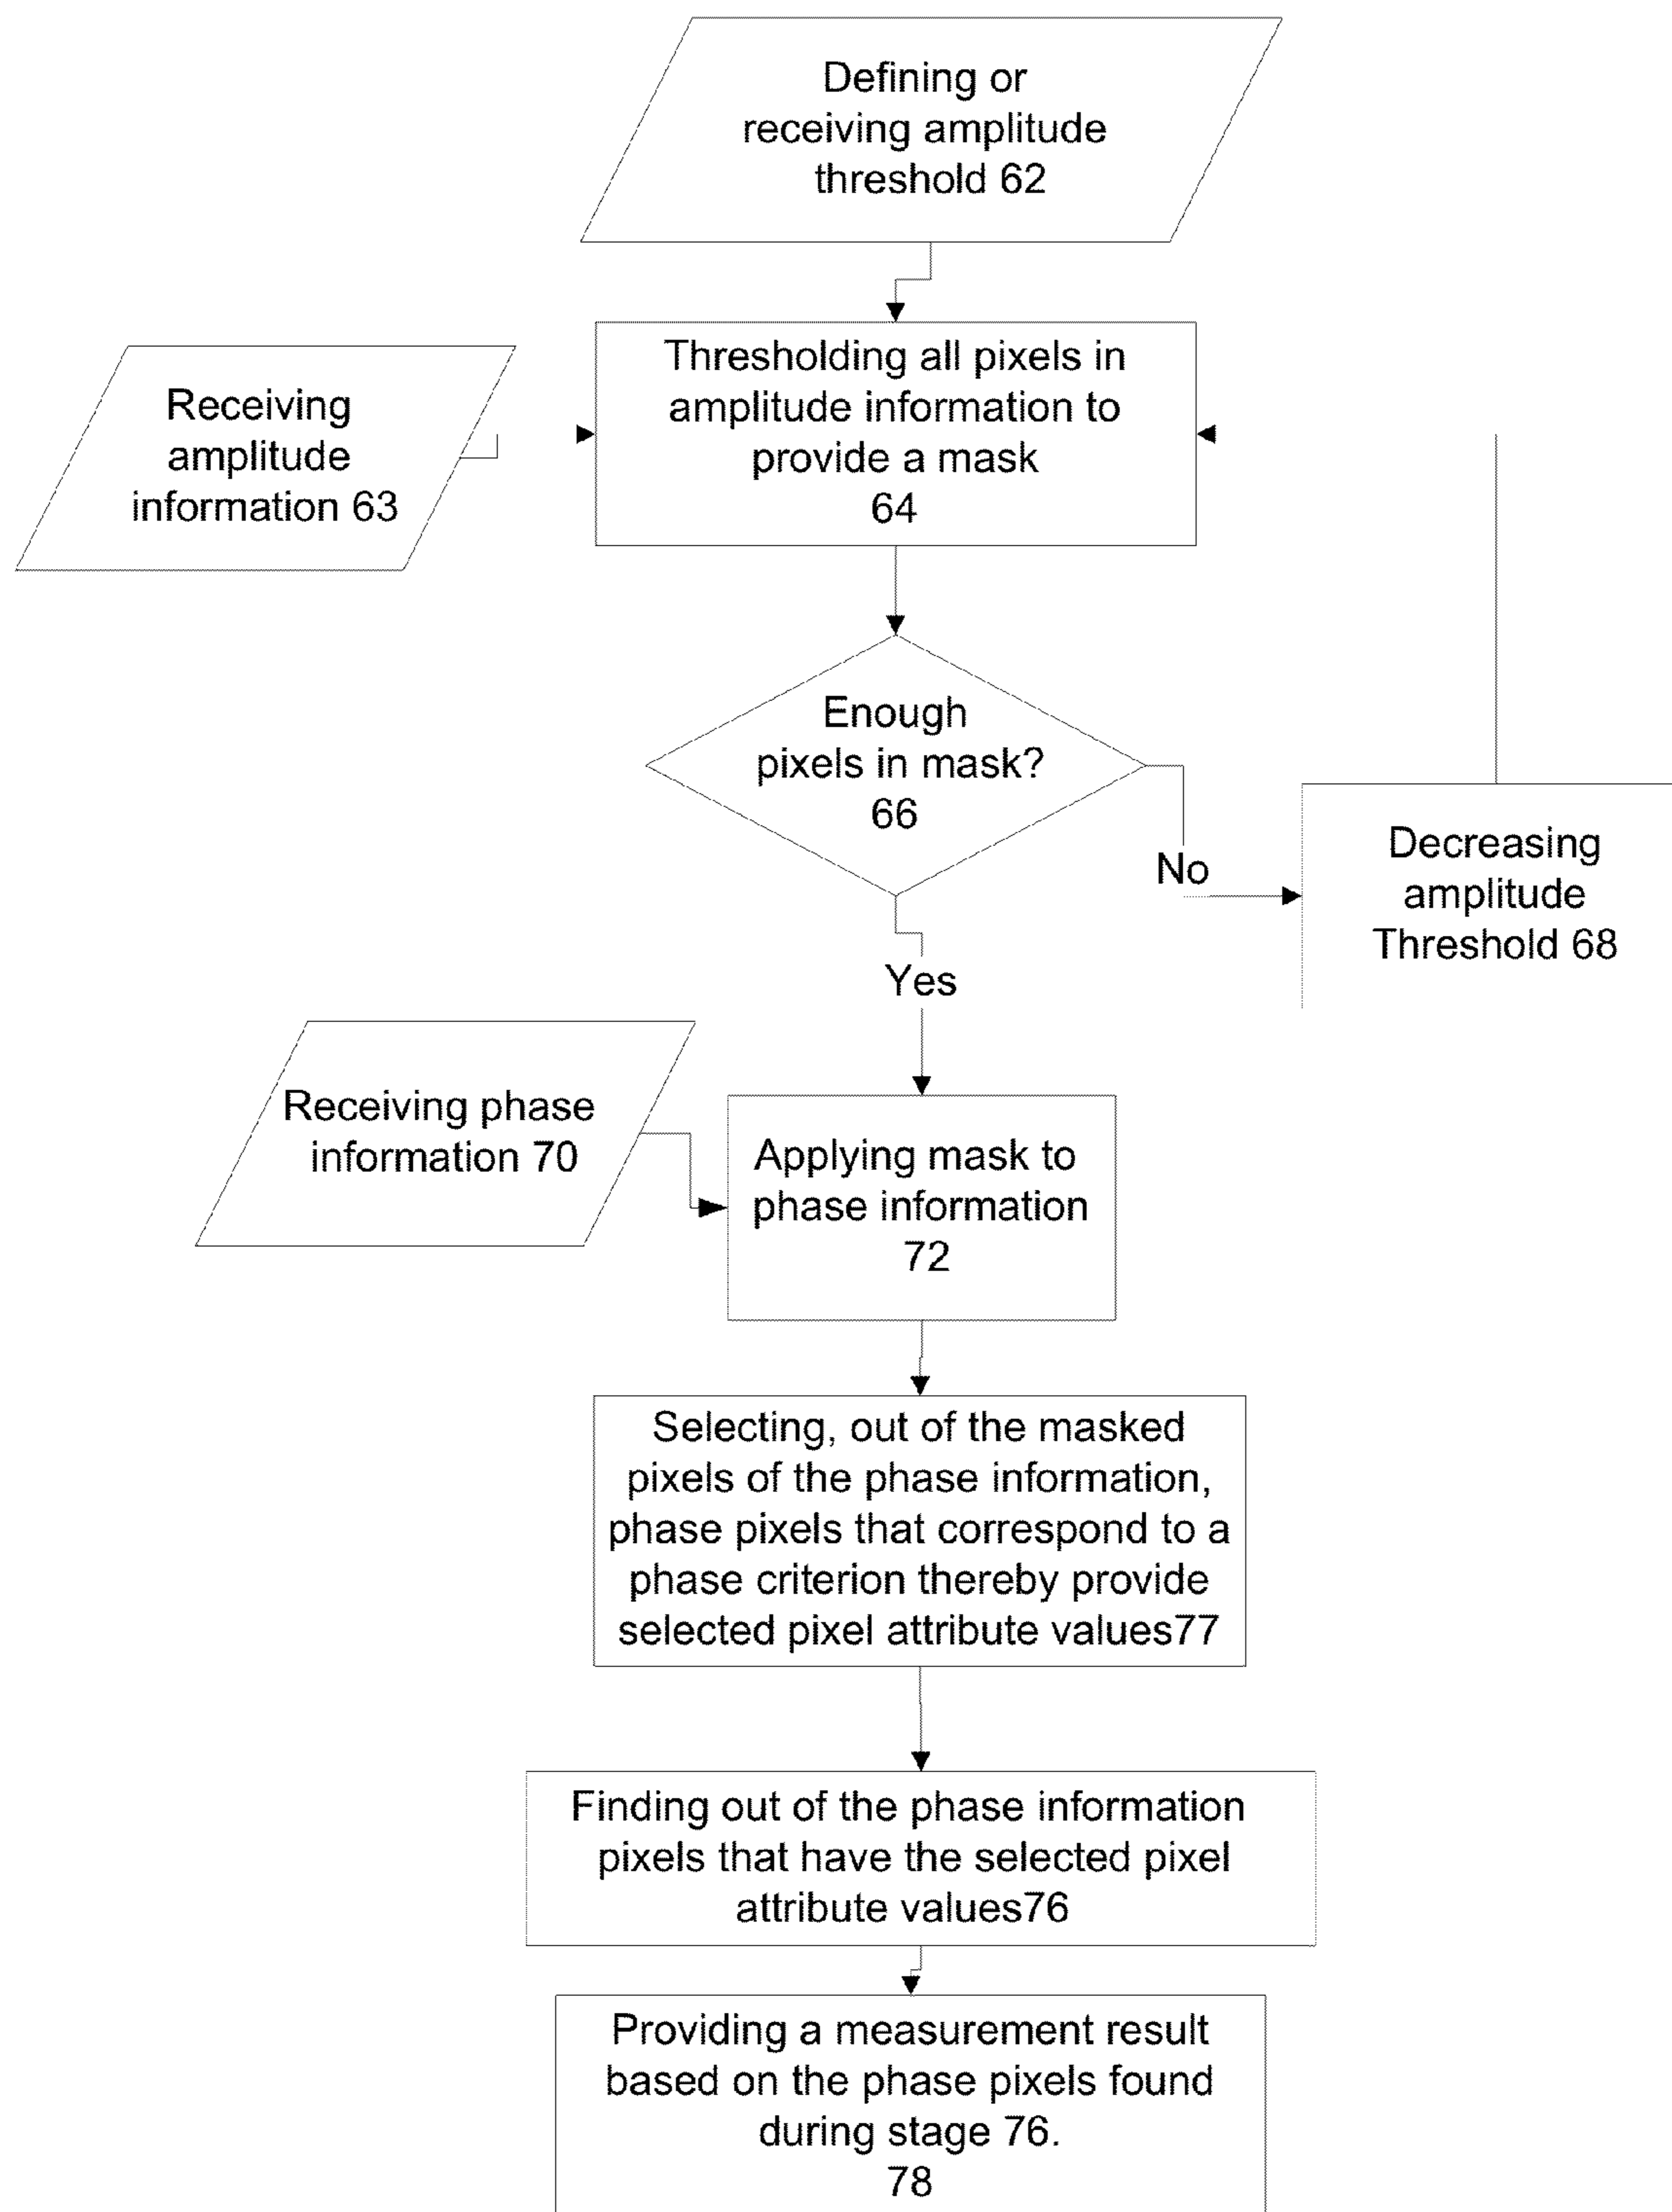 Defining or
receiving amplitude
threshold 62
Thresholding all pixels in
amplitude information to
provide a mask
64
Receiving
amplitude
information 63
Enough
pixels in mask?
66
No
Decreasing
amplitude
Threshold 68
Yes
Receiving phase
information 70
Applying mask to
phase information
72
Selecting, out of the masked
pixels of the phase information,
phase pixels that correspond to a
phase criterion thereby provide
selected pixel attribute values77
Finding out of the phase information
pixels that have the selected pixel
attribute values76
Providing a measurement result
based on the phase pixels found
during stage 76.
78